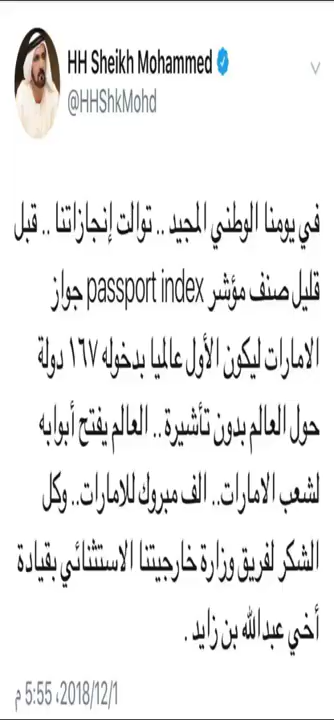 HH Sheikh Mohammed
@HHShkMohd
في يومنا الوطني المجيد .. توالت إنجازاتنا .. قبل
قليل صنف مؤشر passport index جواز
الامارات ليكون الأول عالميا بدخوله ١٦٧ دولة
حول العالم بدون تأشيرة .. العالم يفتح أبوابه
لشعب الامارات.. الف مبروك للامارات.. وكل
الشكر لفريق وزارة خارجيتنا الاستثنائي بقيادة
أخي عبدالله بن زايد .
2018/12/1، 5:55 م